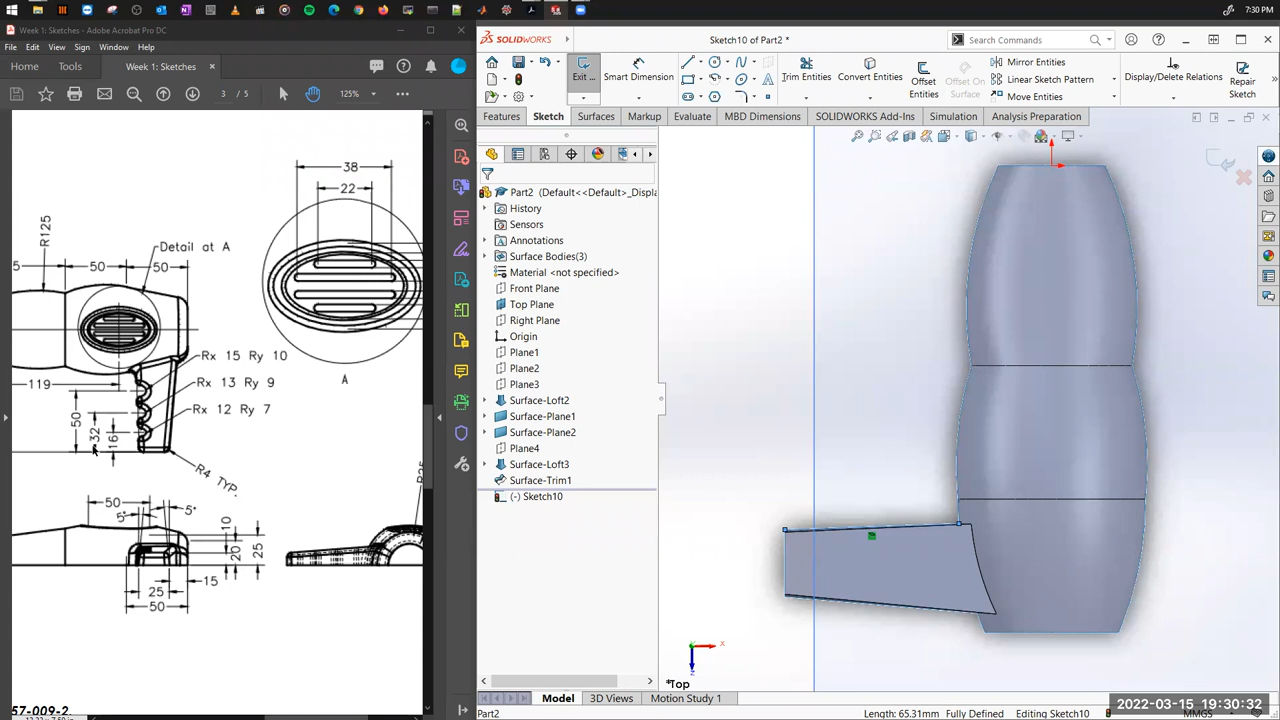 7:30 PM
Week 1: Sketches - Adobe Acrobat Pro DC
File Edit View Sign Window Help
Home Tools Week 1: Sketches ×
3 / 5 125%
38
22
R125
Detail at A
5 50 50
Rx 15 Ry 10
119
A
Rx 13 Ry 9
50
Rx 12 Ry 7
32
16
R4 TYP.
50
5° 5°
10
20
25
15
25
50
57-009-2
SOLIDWORKS
Sketch10 of Part2 *
Search Commands
Exit ...
Smart Dimension
Trim Entities
Convert Entities
Offset Entities
Offset On Surface
Mirror Entities
Linear Sketch Pattern
Move Entities
Display/Delete Relations
Repair Sketch
Features Sketch Surfaces Markup Evaluate MBD Dimensions SOLIDWORKS Add-Ins Simulation Analysis Preparation
Part2 (Default<<Default>_Displa
History
Sensors
Annotations
Surface Bodies(3)
Material <not specified>
Front Plane
Top Plane
Right Plane
Origin
Plane1
Plane2
Plane3
Surface-Loft2
Surface-Plane1
Surface-Plane2
Plane4
Surface-Loft3
Surface-Trim1
(-) Sketch10
X
Z
*Top
Model 3D Views Motion Study 1
Part2
Length: 65.31mm Fully Defined Editing Sketch10
MMGS
2022-03-15 19:30:32